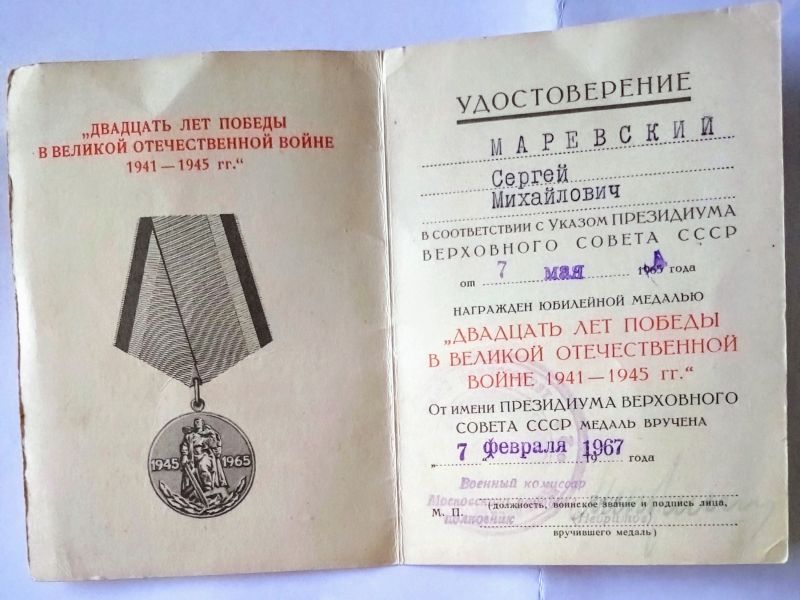 „ДВАДЦАТЬ ЛЕТ ПОБЕДЫ
В ВЕЛИКОЙ ОТЕЧЕСТВЕННОЙ ВОЙНЕ
1941 — 1945 гг.“
1945 1965
УДОСТОВЕРЕНИЕ
МАРЕВСКИЙ
Сергей
Михайлович
В СООТВЕТСТВИИ С УКАЗОМ ПРЕЗИДИУМА
ВЕРХОВНОГО СОВЕТА СССР
от 7 мая 1965 года
НАГРАЖДЕН ЮБИЛЕЙНОЙ МЕДАЛЬЮ
„ДВАДЦАТЬ ЛЕТ ПОБЕДЫ
В ВЕЛИКОЙ ОТЕЧЕСТВЕННОЙ
ВОЙНЕ 1941 — 1945 гг.“
От имени ПРЕЗИДИУМА ВЕРХОВНОГО
СОВЕТА СССР МЕДАЛЬ ВРУЧЕНА
„7 февраля 1967 года
Военный комиссар
М. П. (должность, воинское звание и подпись лица,
Полковник
вручившего медаль)